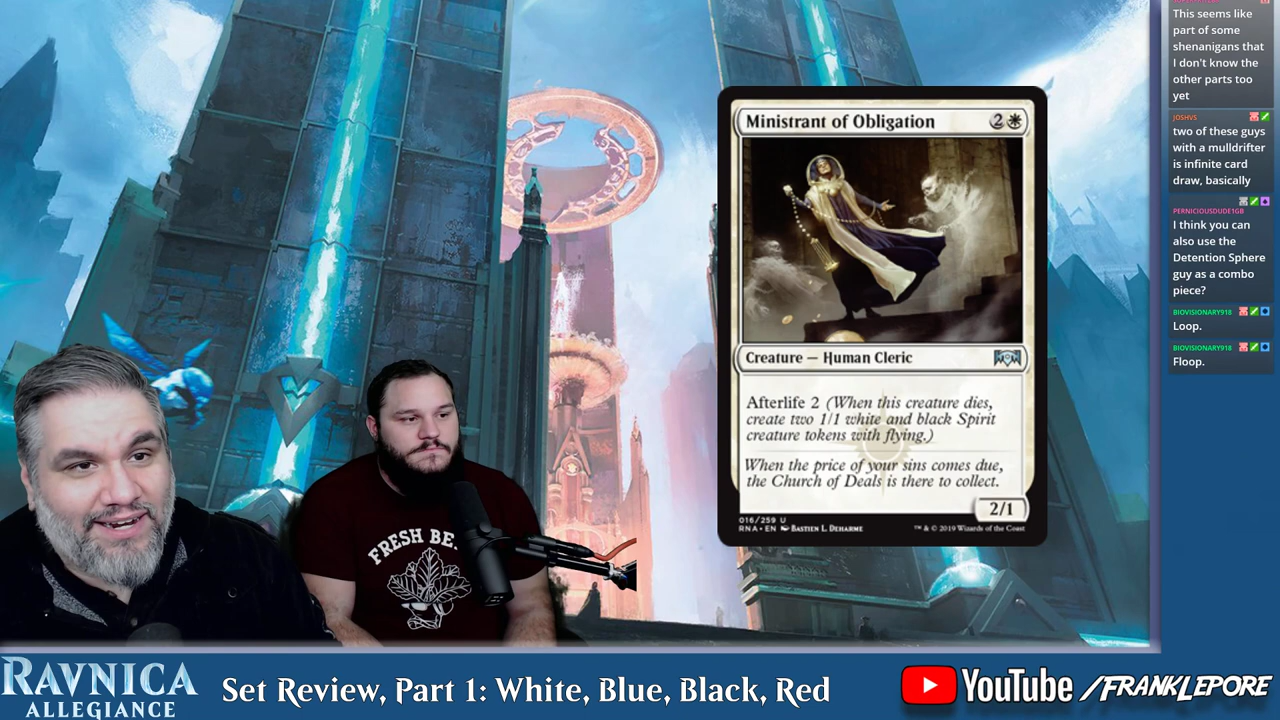 This seems like
part of some
shenanigans that
I don't know the
other parts too
yet
JOSHVS
two of these guys
with a mulldrifter
is infinite card
draw, basically
PERNICIOUSDUDE1GB
I think you can
also use the
Detention Sphere
guy as a combo
piece?
BIOVISIONARY918
Loop.
BIOVISIONARY918
Floop.
Ministrant of Obligation 2
Creature — Human Cleric
Afterlife 2 (When this creature dies,
create two 1/1 white and black Spirit
creature tokens with flying.)
When the price of your sins comes due,
the Church of Deals is there to collect.
2/1
016/259 U
RNA • EN Bastien L. Deharme
™ & © 2019 Wizards of the Coast
FRESH BE
RAVNICA
ALLEGIANCE
Set Review, Part 1: White, Blue, Black, Red
YouTube /FRANKLEPORE